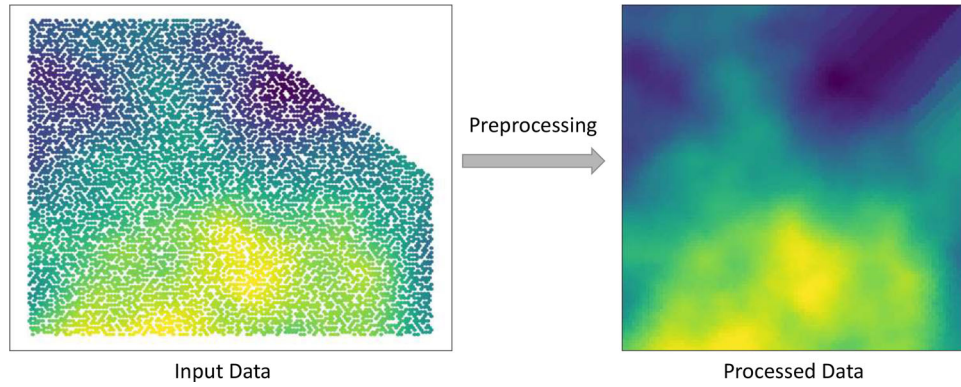 Preprocessing
Input Data
Processed Data